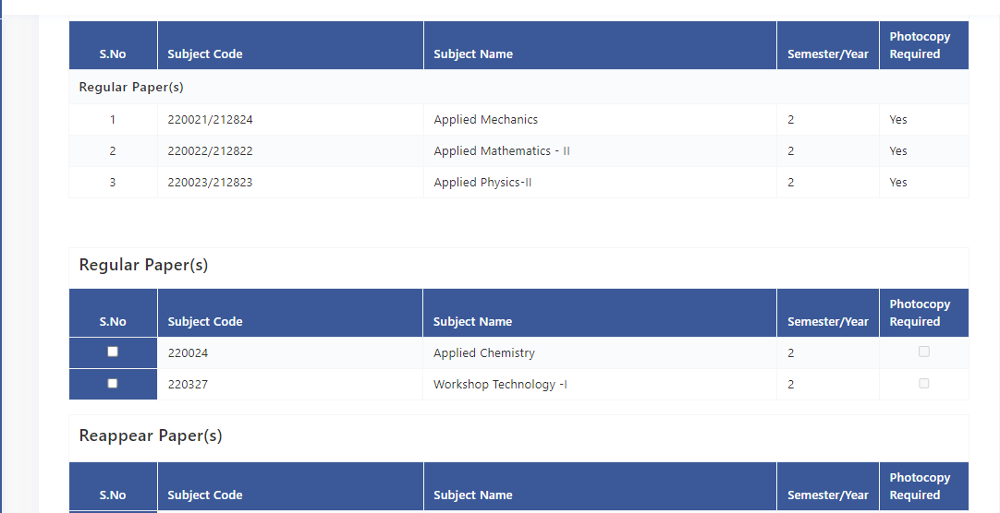 S.No Subject Code Subject Name Semester/Year Photocopy Required
Regular Paper(s)
1 220021/212824 Applied Mechanics 2 Yes
2 220022/212822 Applied Mathematics - II 2 Yes
3 220023/212823 Applied Physics-II 2 Yes
Regular Paper(s)
S.No Subject Code Subject Name Semester/Year Photocopy Required
220024 Applied Chemistry 2
220327 Workshop Technology -I 2
Reappear Paper(s)
S.No Subject Code Subject Name Semester/Year Photocopy Required